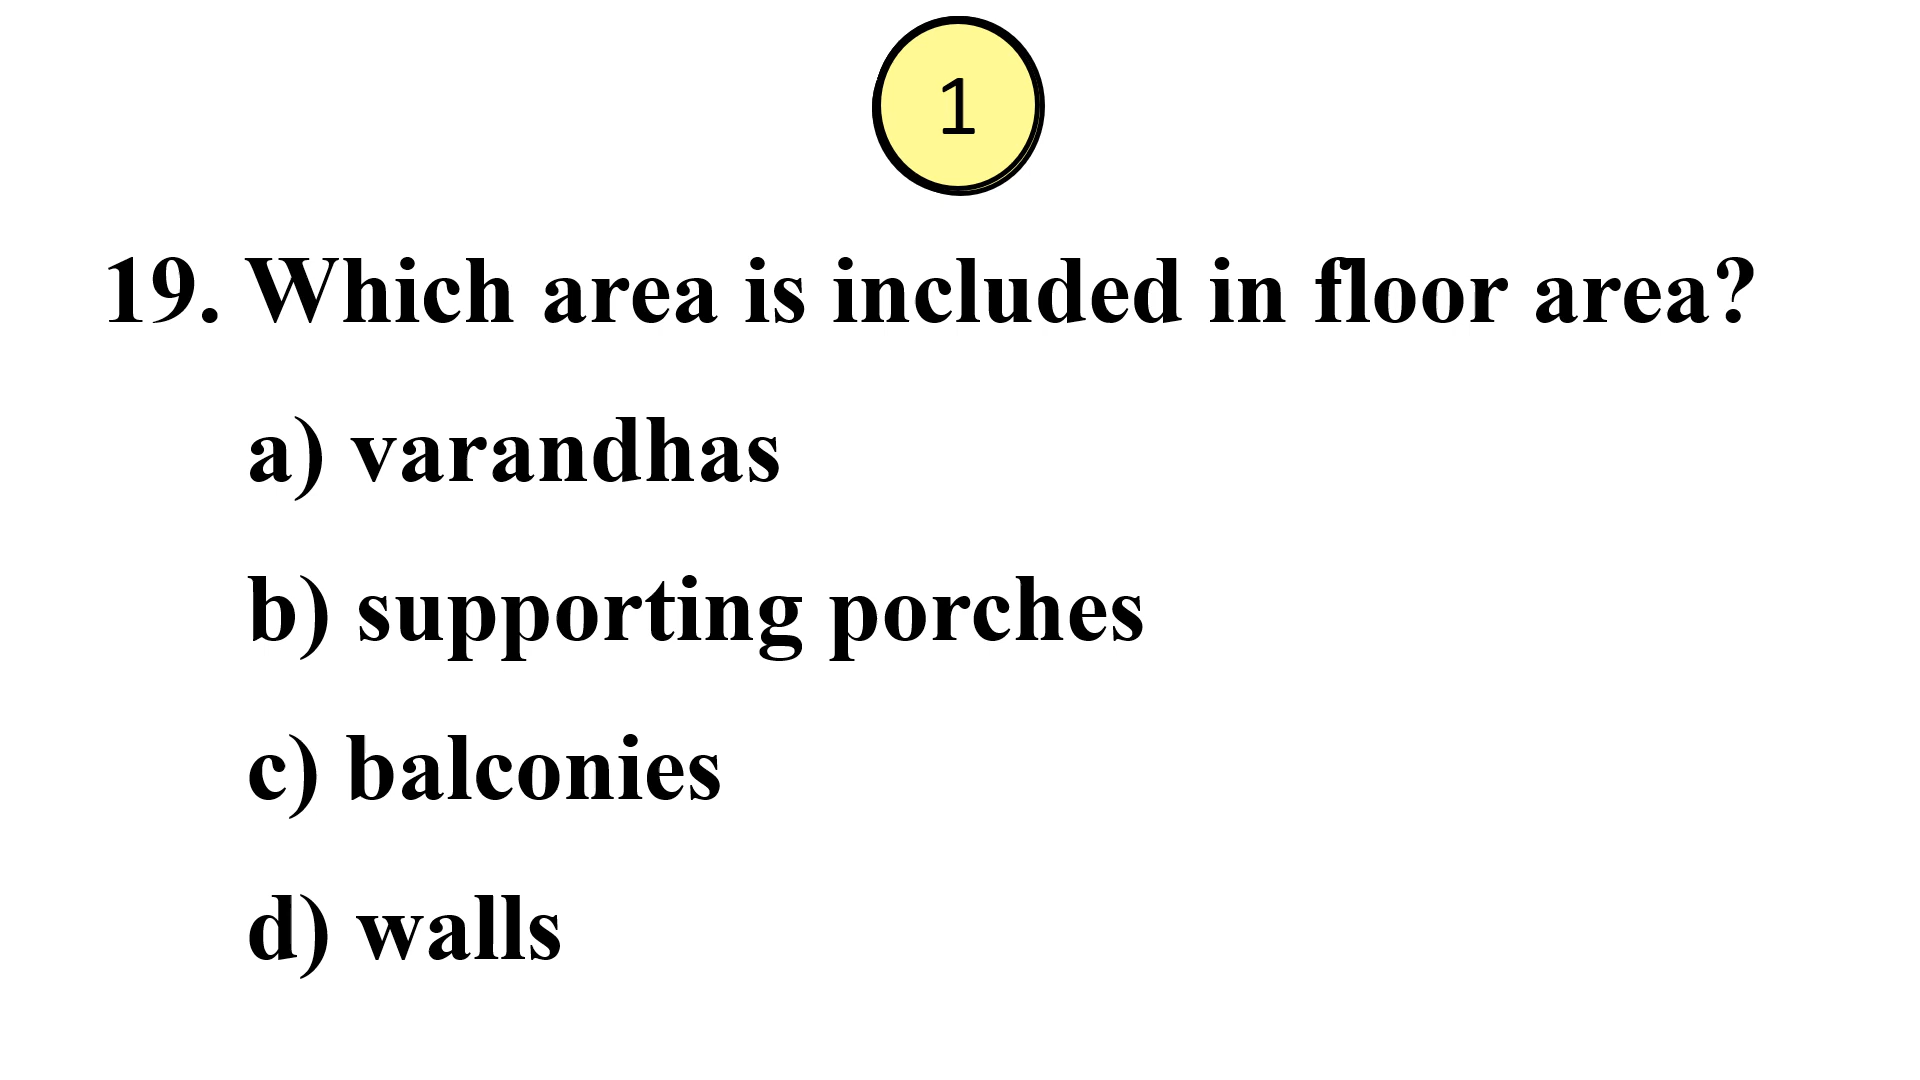 1
19. Which area is included in floor area?
a) varandhas
b) supporting porches
c) balconies
d) walls